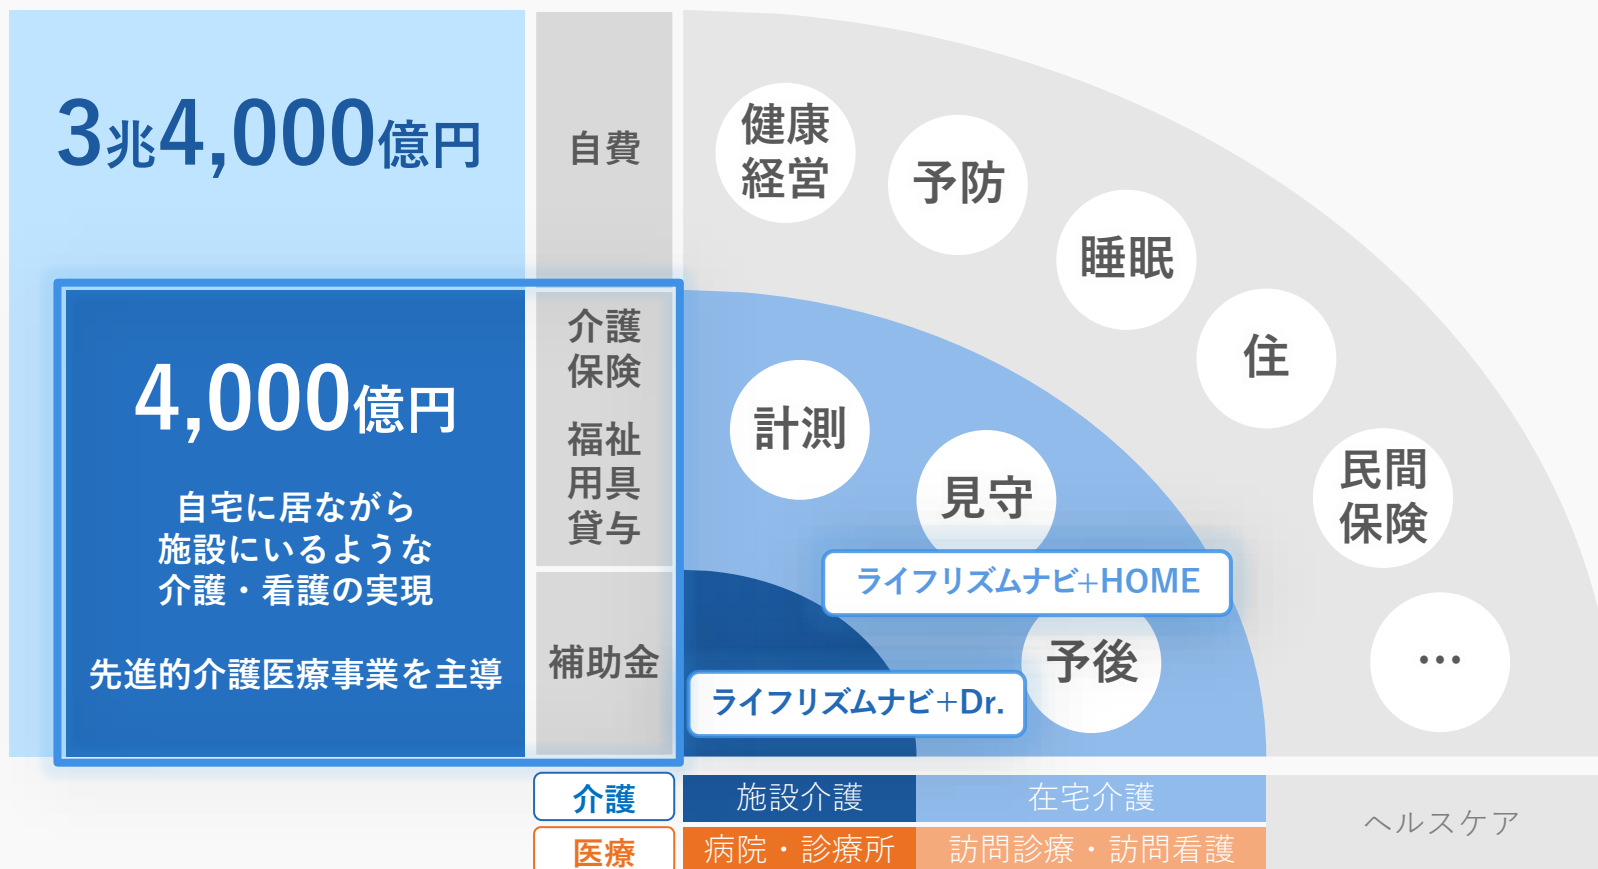 3兆4,000億円
自費
健康
経営
予防
睡眠
住
民間
保険
…
4,000億円
自宅に居ながら
施設にいるような
介護・看護の実現
先進的介護医療事業を主導
介護
保険
福祉
用具
貸与
補助金
計測
見守
予後
ライフリズムナビ+HOME
ライフリズムナビ+Dr.
介護
施設介護
在宅介護
ヘルスケア
医療
病院・診療所
訪問診療・訪問看護